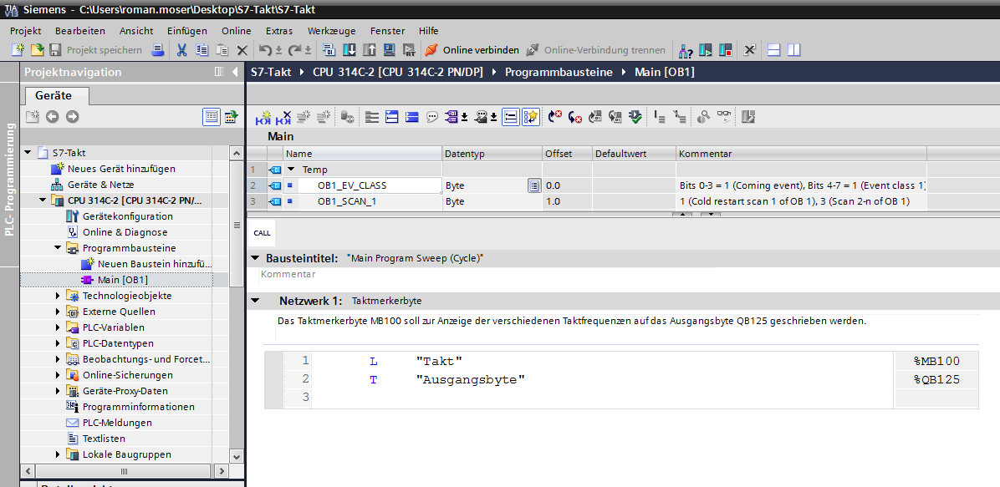 TIA V13 Siemens - C:\Users\roman.moser\Desktop\S7-Takt\S7-Takt
Projekt Bearbeiten Ansicht Einfügen Online Extras Werkzeuge Fenster Hilfe
Projekt speichern Online verbinden Online-Verbindung trennen
Projektnavigation
S7-Takt CPU 314C-2 [CPU 314C-2 PN/DP] Programmbausteine Main [OB1]
Geräte
PLC- Programmierung
S7-Takt
Neues Gerät hinzufügen
Geräte & Netze
CPU 314C-2 [CPU 314C-2 PN/...
Gerätekonfiguration
Online & Diagnose
Programmbausteine
Neuen Baustein hinzufü...
Main [OB1]
Technologieobjekte
Externe Quellen
PLC-Variablen
PLC-Datentypen
Beobachtungs- und Forcet...
Online-Sicherungen
Geräte-Proxy-Daten
Programminformationen
PLC-Meldungen
Textlisten
Lokale Baugruppen
Main
Name Datentyp Offset Defaultwert Kommentar
1 Temp
2 OB1_EV_CLASS Byte 0.0 Bits 0-3 = 1 (Coming event), Bits 4-7 = 1 (Event class 1)
3 OB1_SCAN_1 Byte 1.0 1 (Cold restart scan 1 of OB 1), 3 (Scan 2-n of OB 1)
CALL
Bausteintitel: "Main Program Sweep (Cycle)"
Kommentar
Netzwerk 1: Taktmerkerbyte
Das Taktmerkerbyte MB100 soll zur Anzeige der verschiedenen Taktfrequenzen auf das Ausgangsbyte QB125 geschrieben werden.
1 L "Takt" %MB100
2 T "Ausgangsbyte" %QB125
3